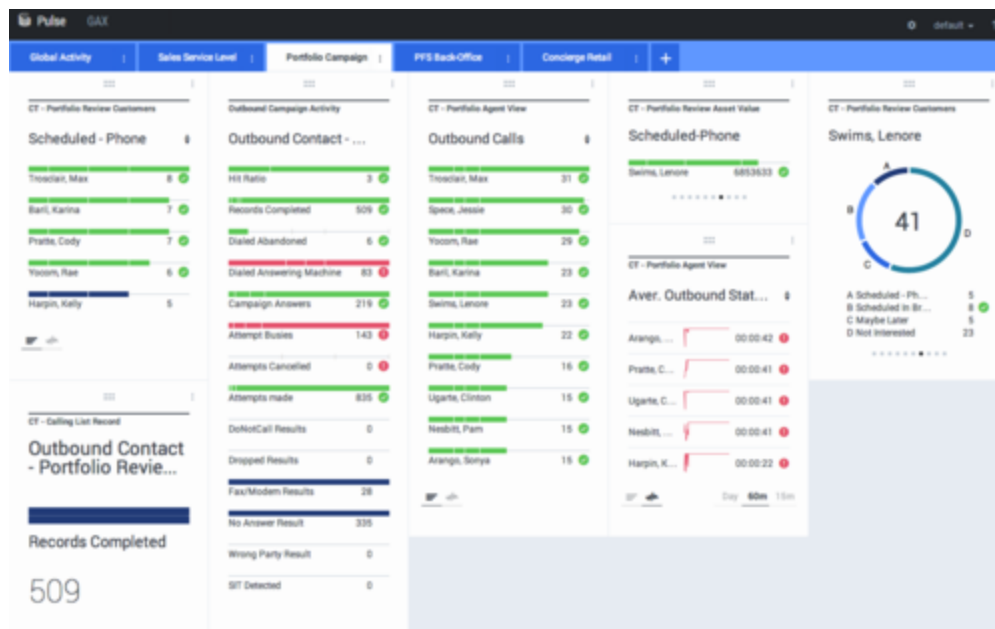 Pulse GAX
default
Global Activity
Sales Service Level
Portfolio Campaign
PFS Back-Office
Concierge Retail
+
CT - Portfolio Review Customers
Scheduled - Phone
Trosclair, Max 8
Baril, Karina 7
Pratte, Cody 7
Yocom, Rae 6
Harpin, Kelly 5
CT - Calling List Record
Outbound Contact
- Portfolio Revie...
Records Completed
509
Outbound Campaign Activity
Outbound Contact - ...
Hit Ratio 3
Records Completed 509
Dialed Abandoned 6
Dialed Answering Machine 83
Campaign Answers 219
Attempt Busies 143
Attempts Cancelled 0
Attempts made 835
DoNotCall Results 0
Dropped Results 0
Fax/Modem Results 28
No Answer Result 335
Wrong Party Result 0
SIT Detected 0
CT - Portfolio Agent View
Outbound Calls
Trosclair, Max 31
Spece, Jessie 30
Yocom, Rae 29
Baril, Karina 23
Swims, Lenore 23
Harpin, Kelly 22
Pratte, Cody 16
Ugarte, Clinton 15
Nesbitt, Pam 15
Arango, Sonya 15
CT - Portfolio Review Asset Value
Scheduled-Phone
Swims, Lenore 6853633
CT - Portfolio Agent View
Aver. Outbound Stat...
Arango, ... 00:00:42
Pratte, C... 00:00:41
Ugarte, C... 00:00:41
Nesbitt, ... 00:00:41
Harpin, K... 00:00:22
Day 60m 15m
CT - Portfolio Review Customers
Swims, Lenore
A
B
41
D
C
A Scheduled - Ph... 5
B Scheduled In Br... 8
C Maybe Later 5
D Not Interested 23